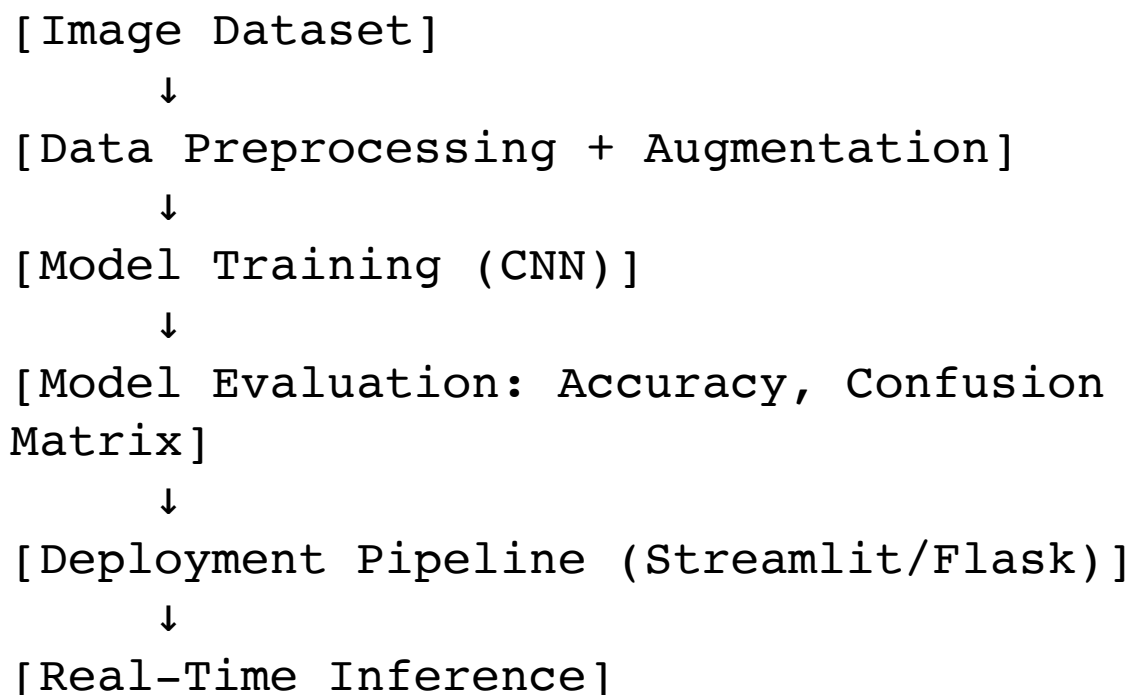 [Image Dataset]
↓
[Data Preprocessing + Augmentation]
↓
[Model Training (CNN)]
↓
[Model Evaluation: Accuracy, Confusion
Matrix]
↓
[Deployment Pipeline (Streamlit/Flask)]
↓
[Real-Time Inference]